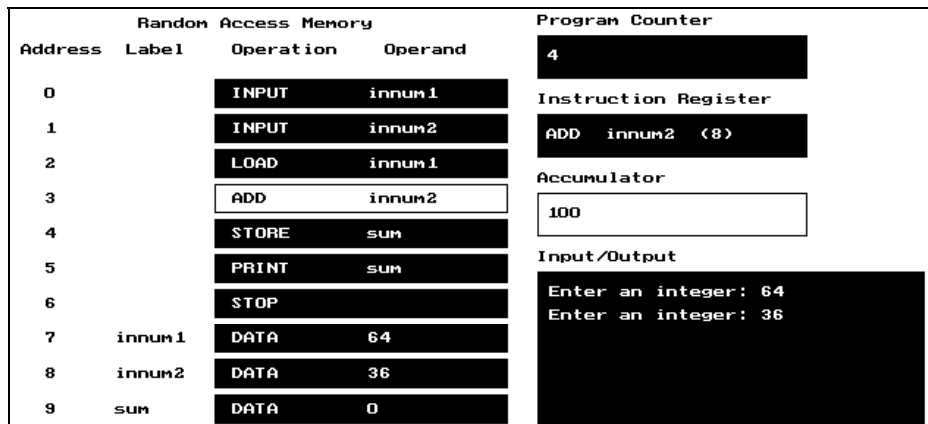 Random Access Memory
Address Label Operation Operand
0 INPUT innum1
1 INPUT innum2
2 LOAD innum1
3 ADD innum2
4 STORE sum
5 PRINT sum
6 STOP
7 innum1 DATA 64
8 innum2 DATA 36
9 sum DATA 0
Program Counter
4
Instruction Register
ADD innum2 (8)
Accumulator
100
Input/Output
Enter an integer: 64
Enter an integer: 36